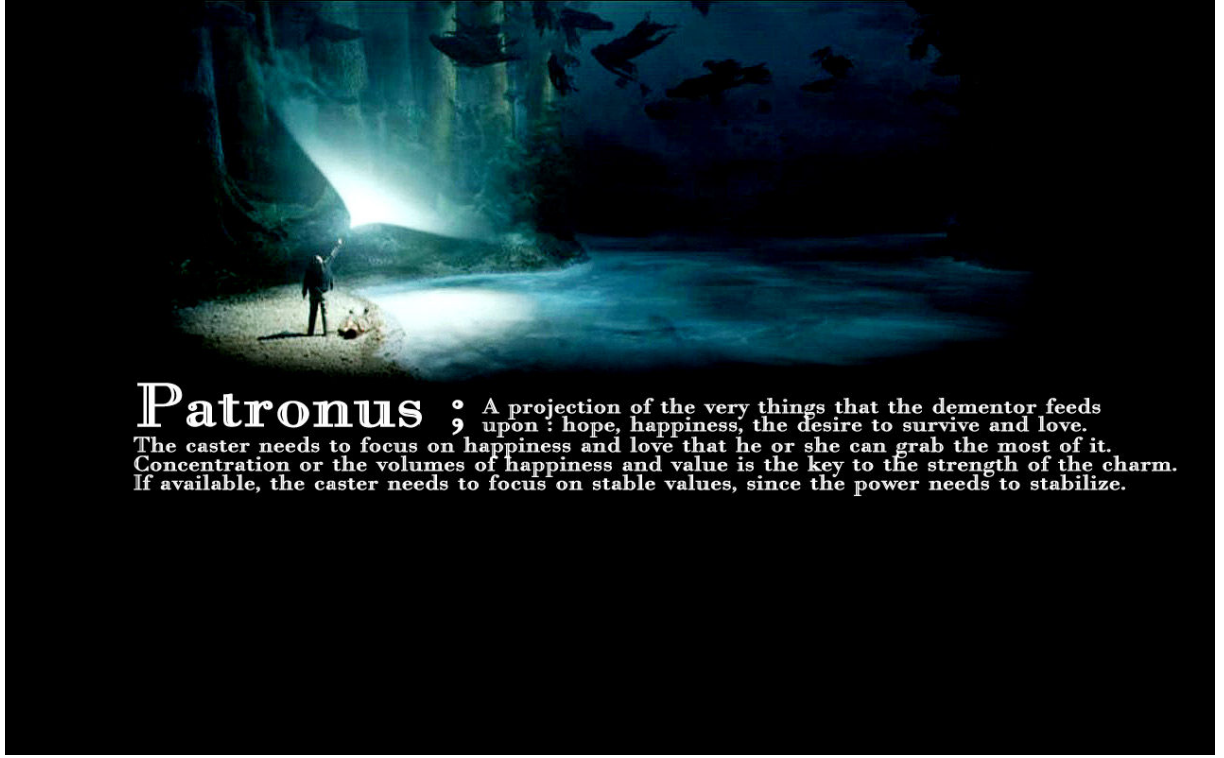 Patronus ; A projection of the very things that the dementor feeds
upon : hope, happiness, the desire to survive and love.
The caster needs to focus on happiness and love that he or she can grab the most of it.
Concentration or the volumes of happiness and value is the key to the strength of the charm.
If available, the caster needs to focus on stable values, since the power needs to stabilize.